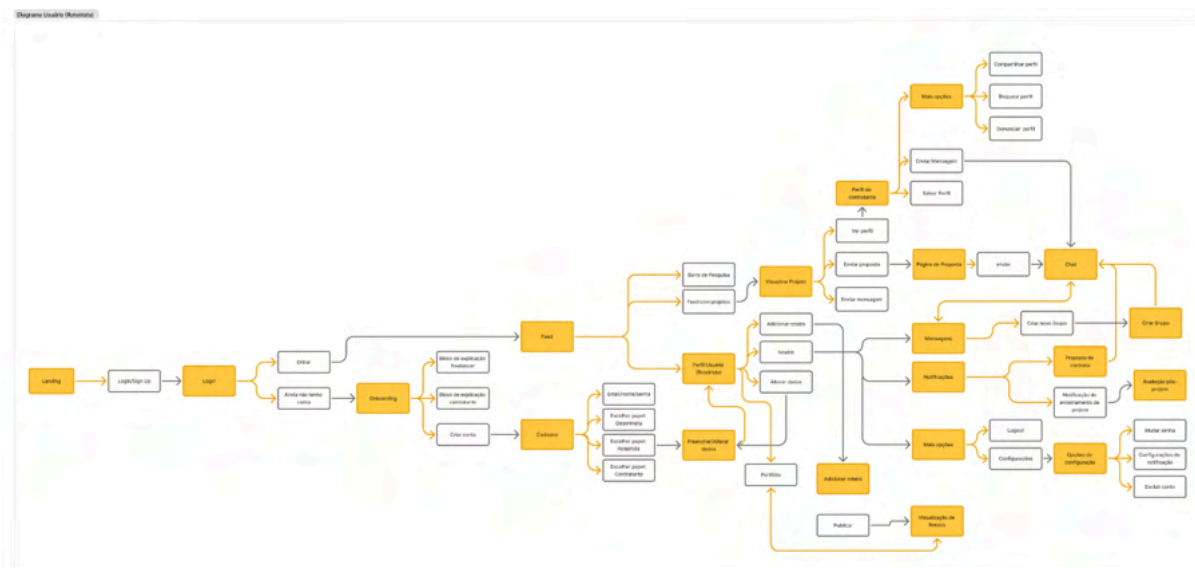 Diagrama Usuário (Roteirista)
Compartilhar perfil
Mais opções
Bloquear perfil
Denunciar perfil
Enviar Mensagem
Perfil do
contratante
Salvar Perfil
Ver perfil
Barra de Pesquisa
Enviar proposta
Página de Proposta
enviar
Chat
Visualizar Projeto
Feed com projetos
Enviar mensagem
Adicionar roteiro
Criar novo Grupo
Criar Grupo
Feed
Mensagens
header
Entrar
Bloco de explicação
freelancer
Perfil Usuário
(Roteirista)
Proposta de
contrato
Landing
Login/Sign Up
Login
Alterar dados
Notificações
Avaliação pós-
projeto
Ainda não tenho
conta
Onboarding
Bloco de explicação
contratante
Email/nome/senha
Notificação de
encerramento de
projeto
Escolher papel:
Desenhista
Logout
Mudar senha
Criar conta
Cadastro
Escolher papel:
Roteirista
Preencher/Alterar
dados
Mais opções
Configurações
Opções de
configuração
Configurações de
notificação
Escolher papel:
Contratante
Portfólio
Adicionar roteiro
Excluir conta
Publicar
Visualização de
Roteiro